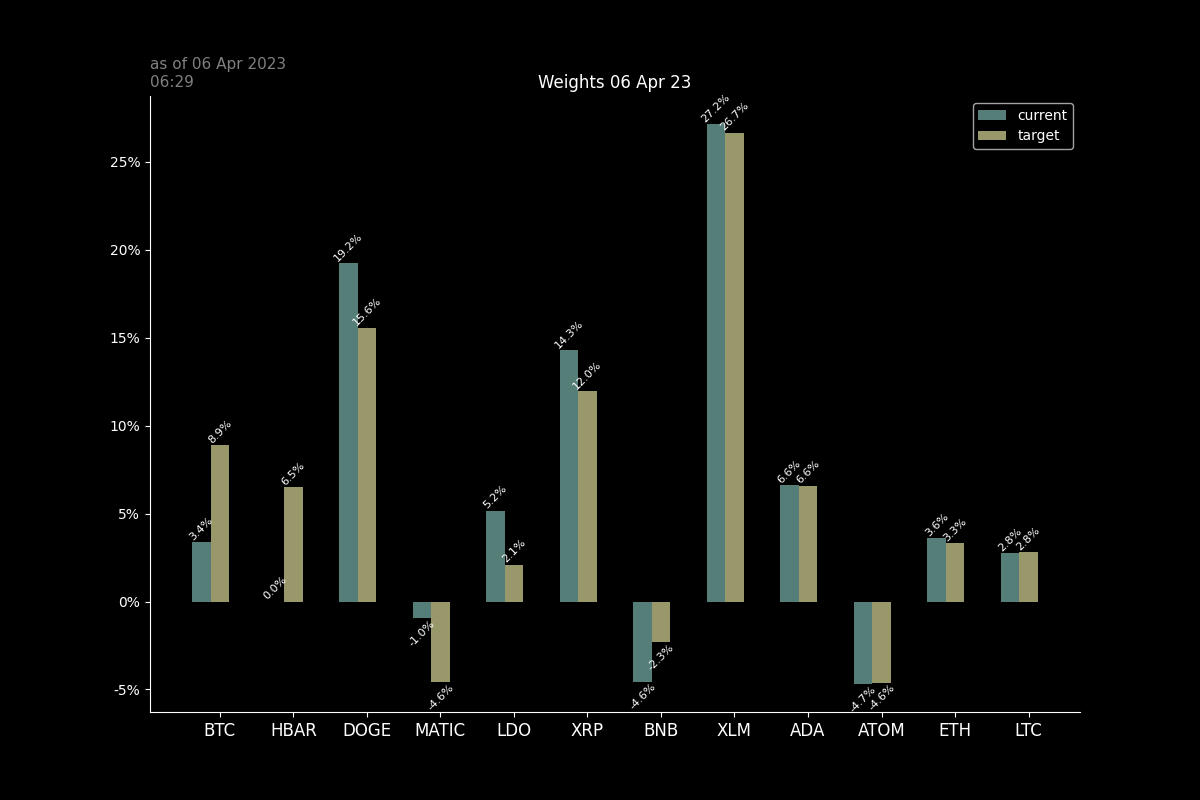 as of 06 Apr 2023
06:29
Weights 06 Apr 23
current
target
25%
20%
15%
10%
5%
0%
-5%
3.4%
8.9%
0.0%
6.5%
19.2%
15.6%
-1.0%
-4.6%
5.2%
2.1%
14.3%
12.0%
-4.6%
-2.3%
27.2%
26.7%
6.6%
6.6%
-4.7%
-4.6%
3.6%
3.3%
2.8%
2.8%
BTC
HBAR
DOGE
MATIC
LDO
XRP
BNB
XLM
ADA
ATOM
ETH
LTC